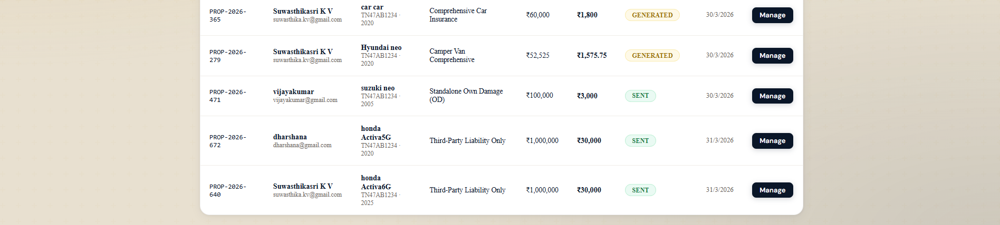 PROP-2026-
365
Suwasthikasri K V
suwasthika.kv@gmail.com
car car
TN47AB1234 ·
2020
Comprehensive Car
Insurance
₹60,000
₹1,800
GENERATED
30/3/2026
Manage
PROP-2026-
279
Suwasthikasri K V
suwasthika.kv@gmail.com
Hyundai neo
TN47AB1234 ·
2020
Camper Van
Comprehensive
₹52,525
₹1,575.75
GENERATED
30/3/2026
Manage
PROP-2026-
471
vijayakumar
vijayakumar@gmail.com
suzuki neo
TN47AB1234 ·
2005
Standalone Own Damage
(OD)
₹100,000
₹3,000
SENT
30/3/2026
Manage
PROP-2026-
672
dharshana
dharshana@gmail.com
honda
Activa5G
TN47AB1234 ·
2020
Third-Party Liability Only
₹1,000,000
₹30,000
SENT
31/3/2026
Manage
PROP-2026-
640
Suwasthikasri K V
suwasthika.kv@gmail.com
honda
Activa6G
TN47AB1234 ·
2025
Third-Party Liability Only
₹1,000,000
₹30,000
SENT
31/3/2026
Manage